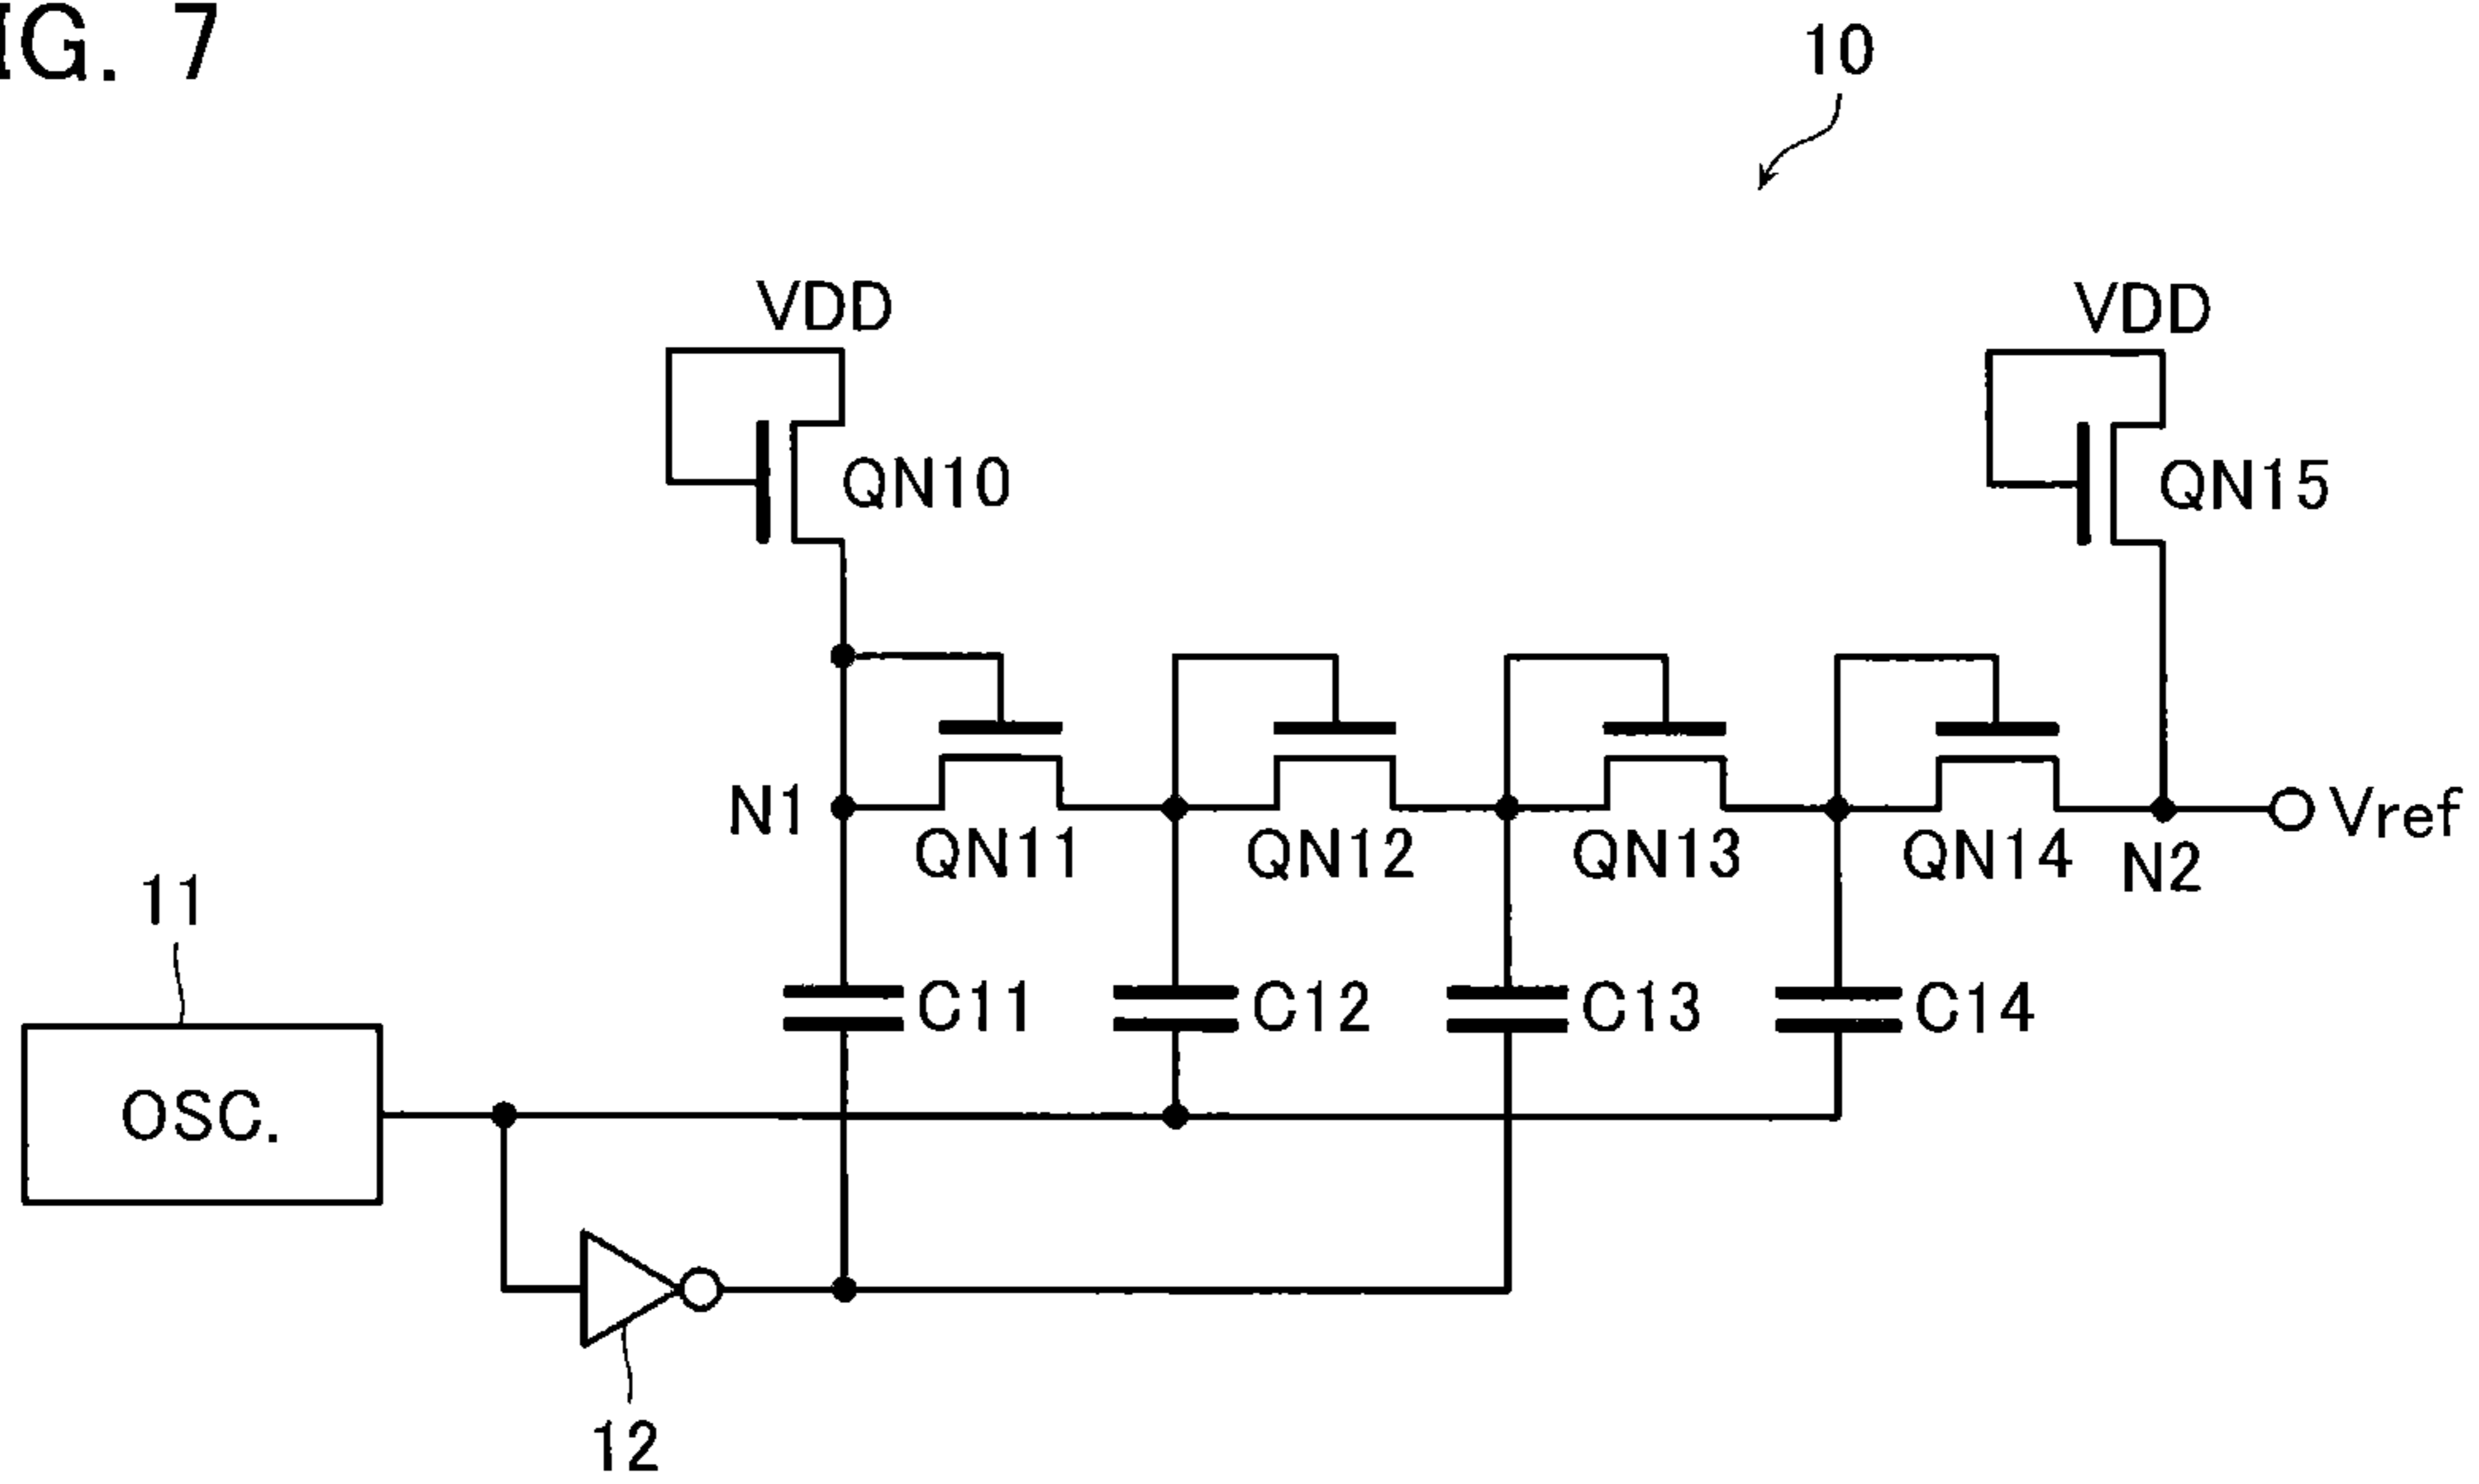 IG. 7
10
VDD
VDD
QN10
QN15
N1
QN11
QN12
QN13
QN14
N2
Vref
11
C11
C12
C13
C14
OSC.
12